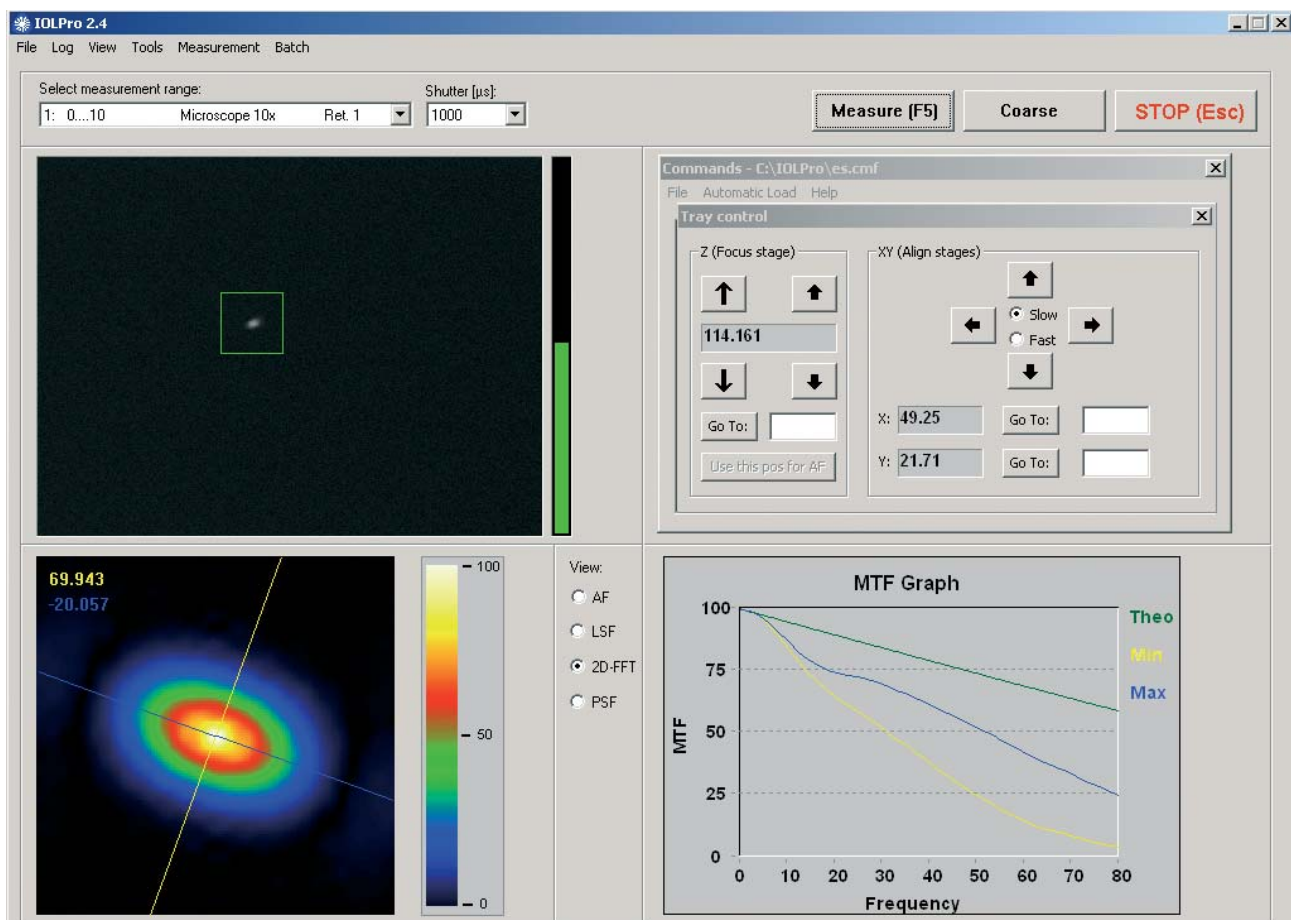 IOLPro 2.4
File Log View Tools Measurement Batch
Select measurement range:
1: 0....10 Microscope 10x Ret. 1
Shutter [µs]:
1000
Measure (F5)
Coarse
STOP (Esc)
Commands - C:\IOLPro\es.cmf
File Automatic Load Help
Tray control
Z (Focus stage)
114.161
Go To:
Use this pos for AF
XY (Align stages)
Slow
Fast
X: 49.25 Go To:
Y: 21.71 Go To:
69.943
-20.057
100
50
0
View:
AF
LSF
2D-FFT
PSF
MTF Graph
100
75
50
25
0
MTF
0 10 20 30 40 50 60 70 80
Frequency
Theo
Min
Max